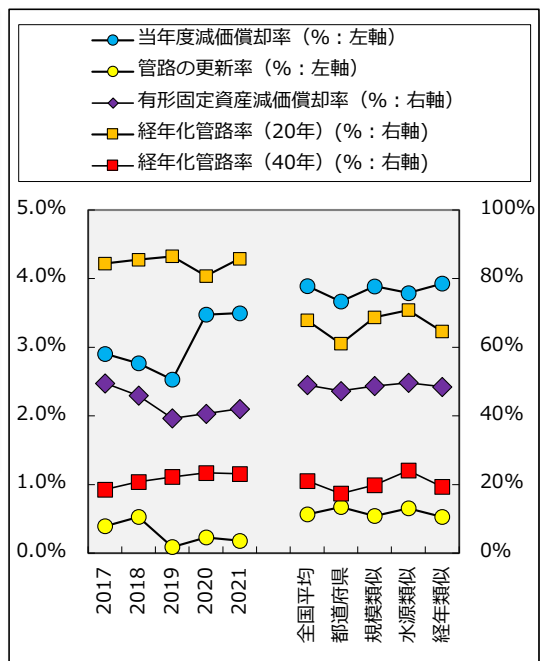 当年度減価償却率（%：左軸）
管路の更新率（%：左軸）
有形固定資産減価償却率（%：右軸）
経年化管路率（20年）(%：右軸)
経年化管路率（40年）(%：右軸)
5.0%
100%
4.0%
80%
3.0%
60%
2.0%
40%
1.0%
20%
0.0%
0%
2017
2018
2019
2020
2021
全国平均
都道府県
規模類似
水源類似
経年類似